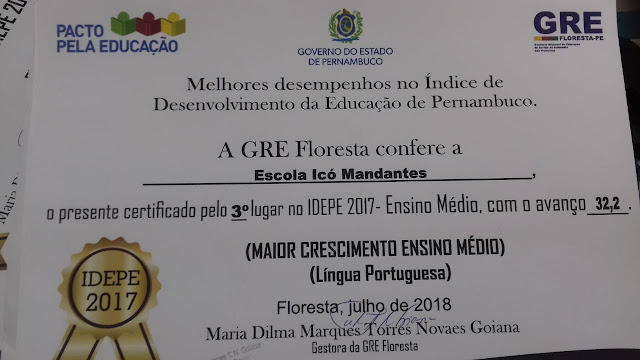 PACTO
PELA EDUCAÇÃO
GOVERNO DO ESTADO
DE PERNAMBUCO
GRE
FLORESTA-PE
Melhores desempenhos no Índice de
Desenvolvimento da Educação de Pernambuco.
A GRE Floresta confere a
Escola Icó Mandantes,
o presente certificado pelo 3º lugar no IDEPE 2017- Ensino Médio, com o avanço 32,2.
(MAIOR CRESCIMENTO ENSINO MÉDIO)
(Língua Portuguesa)
IDEPE
2017
Floresta, julho de 2018
Maria Dilma Marques Torres Novaes Goiana
Gestora da GRE Floresta